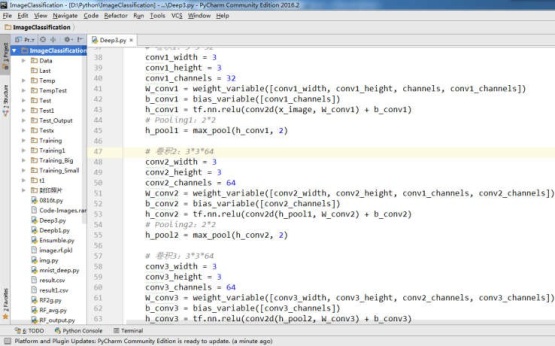 ImageClassification - [D:\Python\ImageClassification] - ...\Deep3.py - PyCharm Community Edition 2016.2
File Edit View Navigate Code Refactor Run Tools VCS Window Help
ImageClassification
Project
Deep3.py
1: Project
2: Structure
2: Favorites
ImageClassification
Data
Last
Temp
TempTest
Test
Test1
Test_Output
Testx
Training
Training1
Training_Big
Training_Small
t1
Code-Images.rar
Deep3.py
Deepb1.py
Ensumble.py
image.rf.pkl
img.py
mnist_deep.py
result.csv
result1.csv
RF2g.py
RF_avg.py
RF_output.py
38 conv1_width = 3
39 conv1_height = 3
40 conv1_channels = 32
41 W_conv1 = weight_variable([conv1_width, conv1_height, channels, conv1_channels])
42 b_conv1 = bias_variable([conv1_channels])
43 h_conv1 = tf.nn.relu(conv2d(x_image, W_conv1) + b_conv1)
44 # Pooling1: 2*2
45 h_pool1 = max_pool(h_conv1, 2)
46
47 # 卷积2: 3*3*64
48 conv2_width = 3
49 conv2_height = 3
50 conv2_channels = 64
51 W_conv2 = weight_variable([conv2_width, conv2_height, conv1_channels, conv2_channels])
52 b_conv2 = bias_variable([conv2_channels])
53 h_conv2 = tf.nn.relu(conv2d(h_pool1, W_conv2) + b_conv2)
54 # Pooling2: 2*2
55 h_pool2 = max_pool(h_conv2, 2)
56
57 # 卷积3: 3*3*64
58 conv3_width = 3
59 conv3_height = 3
60 conv3_channels = 64
61 W_conv3 = weight_variable([conv3_width, conv3_height, conv2_channels, conv3_channels])
62 b_conv3 = bias_variable([conv3_channels])
63 h_conv3 = tf.nn.relu(conv2d(h_pool2, W_conv3) + b_conv3)
6: TODO Python Console Terminal
Platform and Plugin Updates: PyCharm Community Edition is ready to update. (a minute ago)